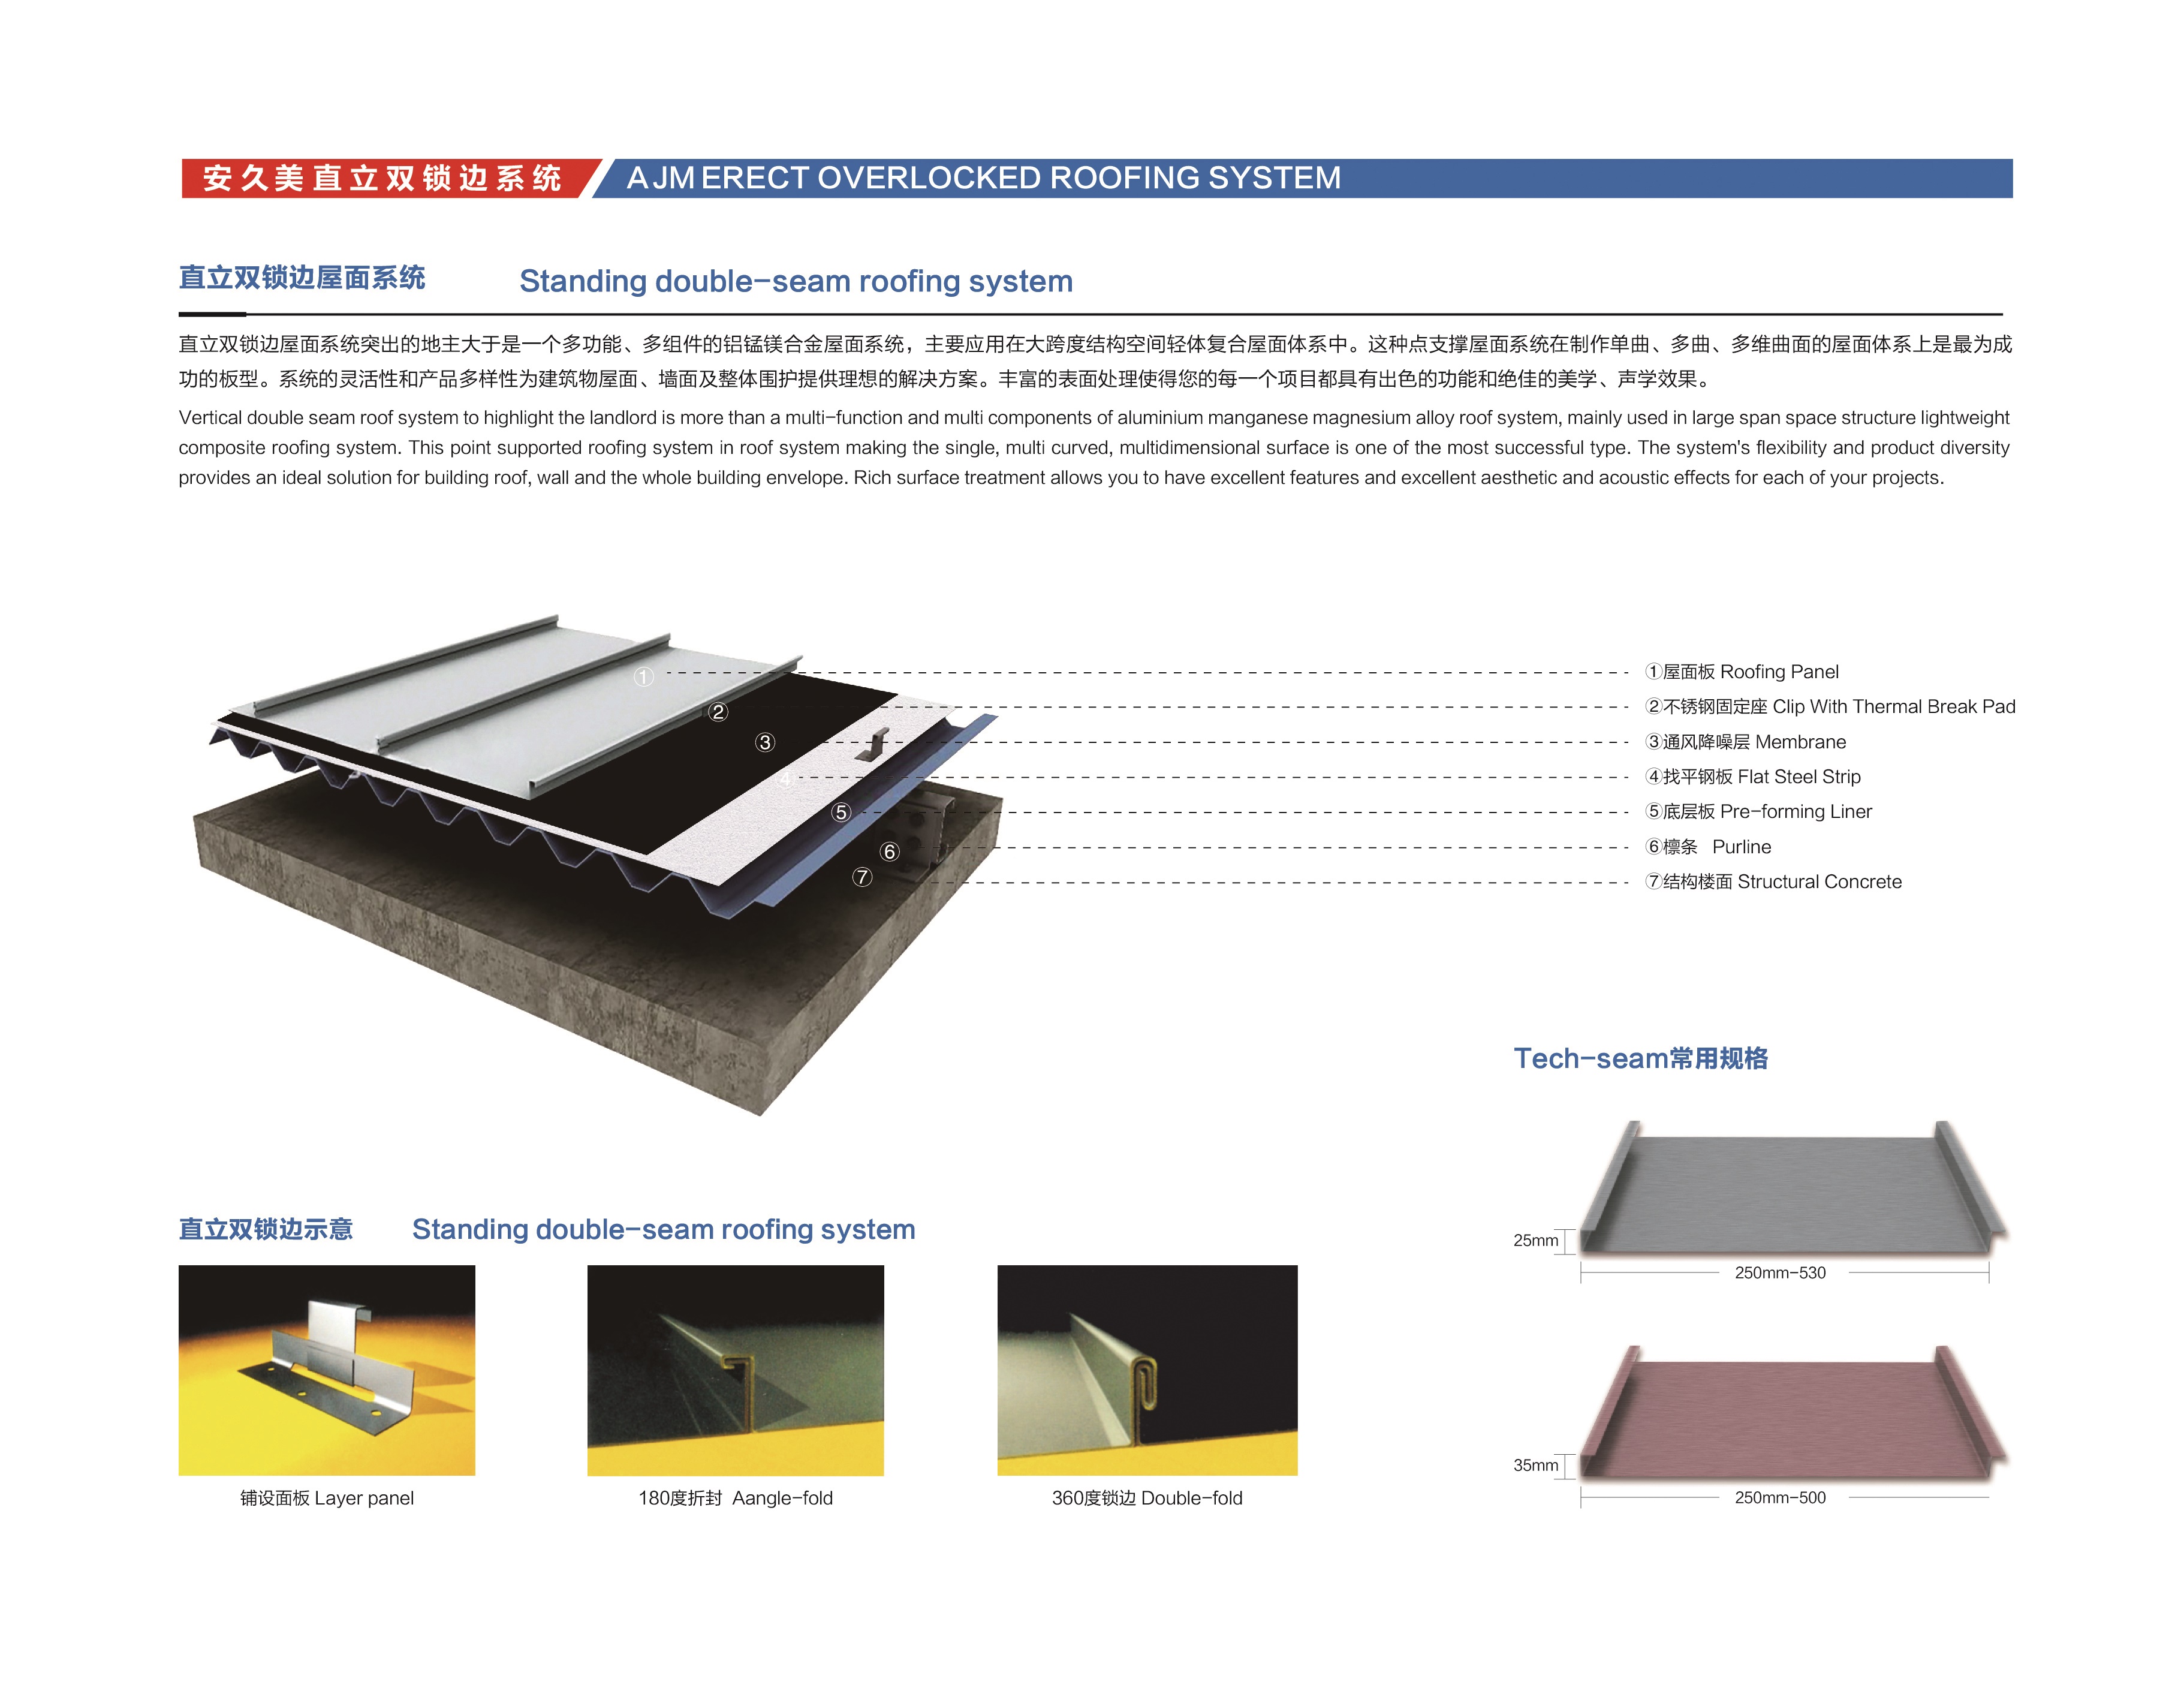 安久美直立双锁边系统 AJM ERECT OVERLOCKED ROOFING SYSTEM
直立双锁边屋面系统 Standing double-seam roofing system
直立双锁边屋面系统突出的地主大于是一个多功能、多组件的铝锰镁合金屋面系统，主要应用在大跨度结构空间轻体复合屋面体系中。这种点支撑屋面系统在制作单曲、多曲、多维曲面的屋面体系上是最为成
功的板型。系统的灵活性和产品多样性为建筑物屋面、墙面及整体围护提供理想的解决方案。丰富的表面处理使得您的每一个项目都具有出色的功能和绝佳的美学、声学效果。
Vertical double seam roof system to highlight the landlord is more than a multi-function and multi components of aluminium manganese magnesium alloy roof system, mainly used in large span space structure lightweight
composite roofing system. This point supported roofing system in roof system making the single, multi curved, multidimensional surface is one of the most successful type. The system's flexibility and product diversity
provides an ideal solution for building roof, wall and the whole building envelope. Rich surface treatment allows you to have excellent features and excellent aesthetic and acoustic effects for each of your projects.
①
②
③
4
⑤
⑥
⑦
①屋面板 Roofing Panel
②不锈钢固定座 Clip With Thermal Break Pad
③通风降噪层 Membrane
④找平钢板 Flat Steel Strip
⑤底层板 Pre-forming Liner
⑥檩条 Purline
⑦结构楼面 Structural Concrete
Tech-seam常用规格
25mm
250mm-530
35mm
250mm-500
直立双锁边示意 Standing double-seam roofing system
铺设面板 Layer panel
180度折封 Aangle-fold
360度锁边 Double-fold